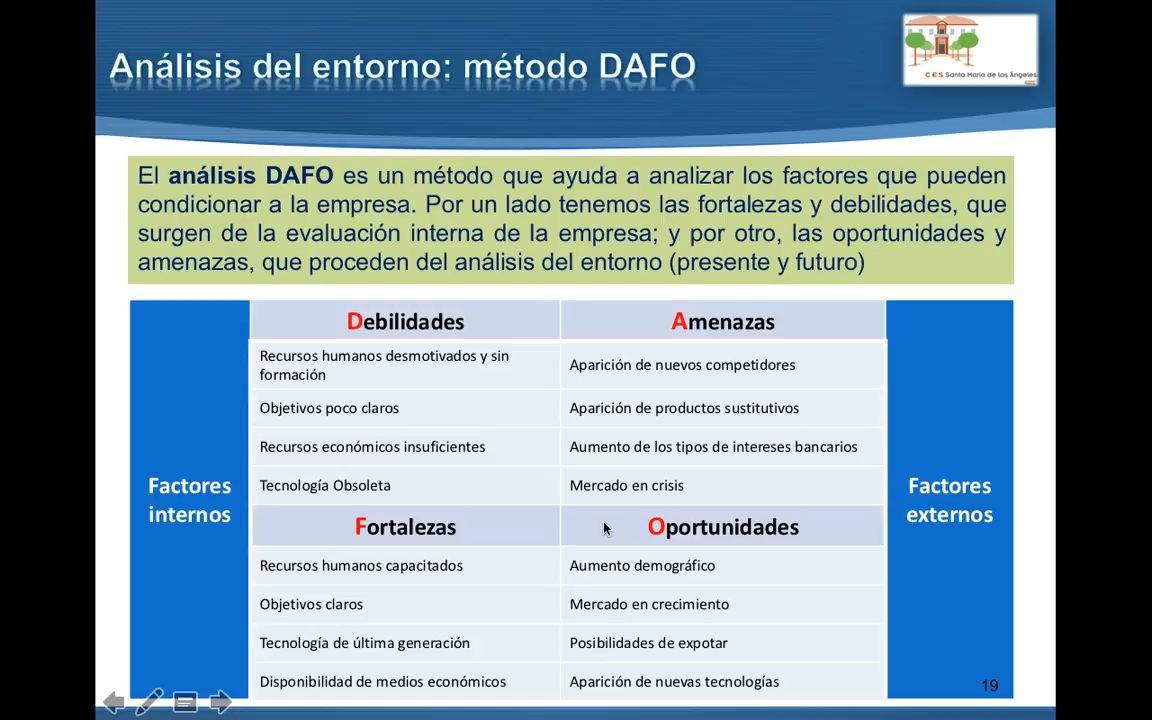 Análisis del entorno: método DAFO
CES Santa María de los Ángeles
El análisis DAFO es un método que ayuda a analizar los factores que pueden
condicionar a la empresa. Por un lado tenemos las fortalezas y debilidades, que
surgen de la evaluación interna de la empresa; y por otro, las oportunidades y
amenazas, que proceden del análisis del entorno (presente y futuro)
Factores
internos
Debilidades
Amenazas
Recursos humanos desmotivados y sin
formación
Aparición de nuevos competidores
Objetivos poco claros
Aparición de productos sustitutivos
Recursos económicos insuficientes
Aumento de los tipos de intereses bancarios
Tecnología Obsoleta
Mercado en crisis
Fortalezas
Oportunidades
Recursos humanos capacitados
Aumento demográfico
Objetivos claros
Mercado en crecimiento
Tecnología de última generación
Posibilidades de expotar
Disponibilidad de medios económicos
Aparición de nuevas tecnologías
Factores
externos
19